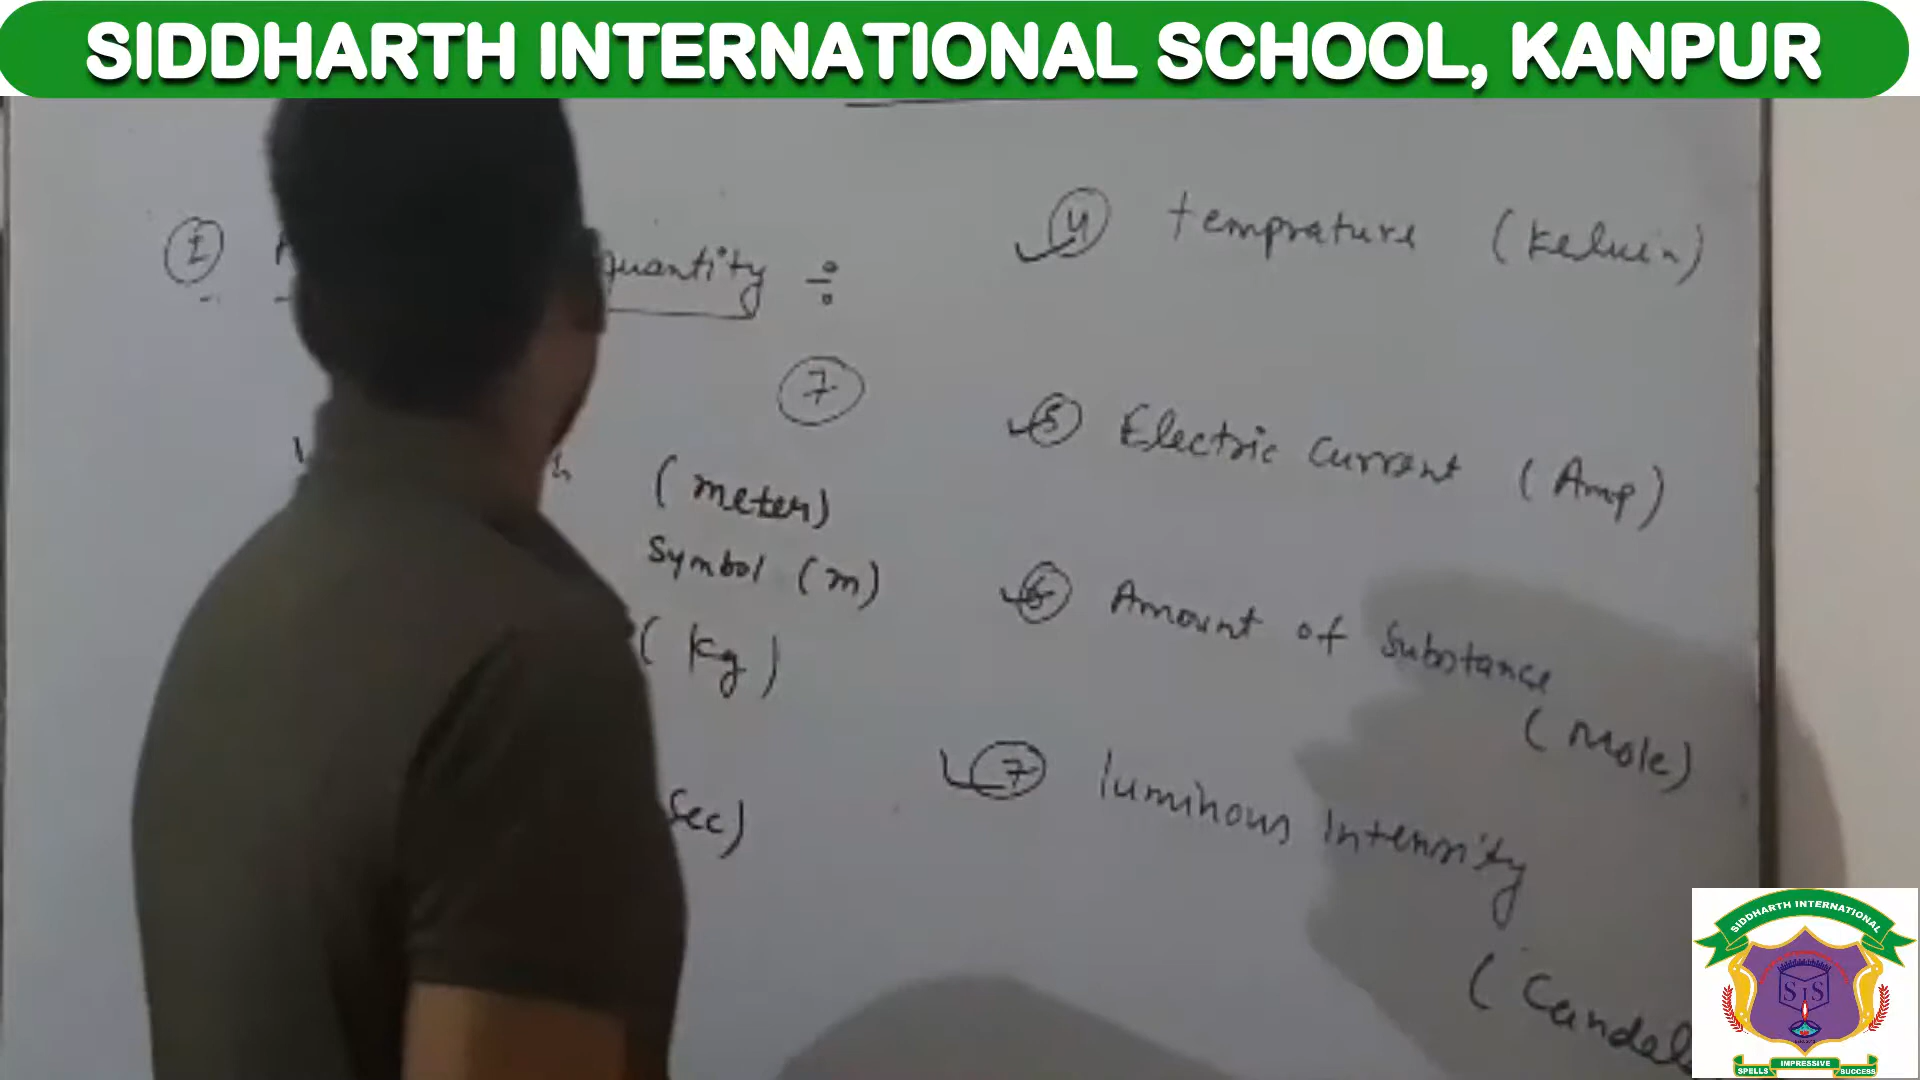 SIDDHARTH INTERNATIONAL SCHOOL, KANPUR
quantity ÷
7
(meter)
Symbol (m)
(Kg)
Sec)
4 temprature (Kelvin)
5 Electric Current (Amp)
6 Amount of Substance
(Mole)
7 luminous Intensity
(Candel
SIDDHARTH INTERNATIONAL
SIS
SPELLS IMPRESSIVE SUCCESS